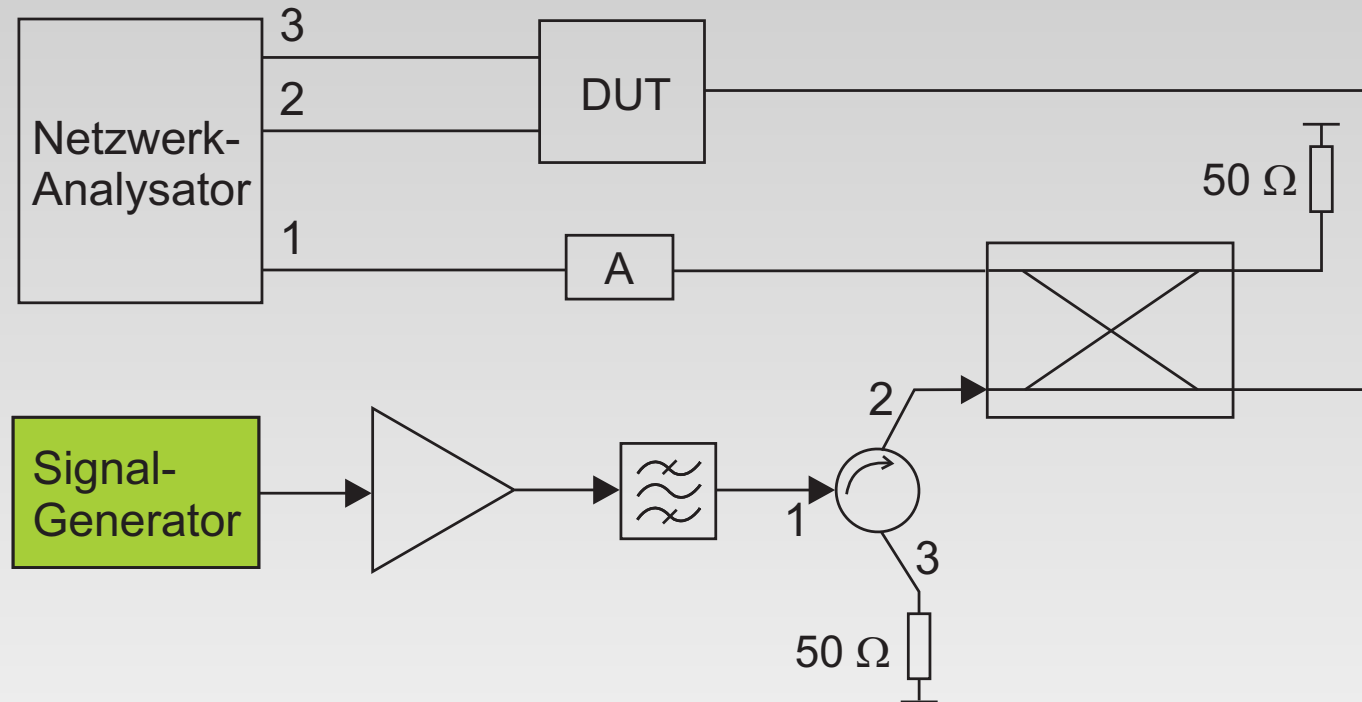 3
DUT
2
Netzwerk-
Analysator
50 Ω
1
A
2
Signal-
Generator
1
3
50 Ω